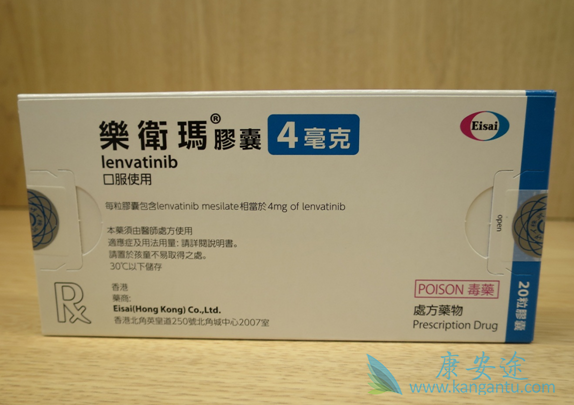 樂衛瑪® 膠囊 4毫克
Eisai
lenvatinib
口服使用
每粒膠囊包含lenvatinib mesilate相當於4mg of lenvatinib
本藥須由醫師處方使用
適應症及用法用量：請詳閱說明書。
請置於孩童不易取得之處。
30℃以下儲存
open
Rx
香港
藥商：
Eisai(Hong Kong) Co.,Ltd.
香港北角英皇道250號北角城中心2007室
POISON 毒藥
處方藥物
Prescription Drug
20粒膠囊
康安途
www.kangantu.com